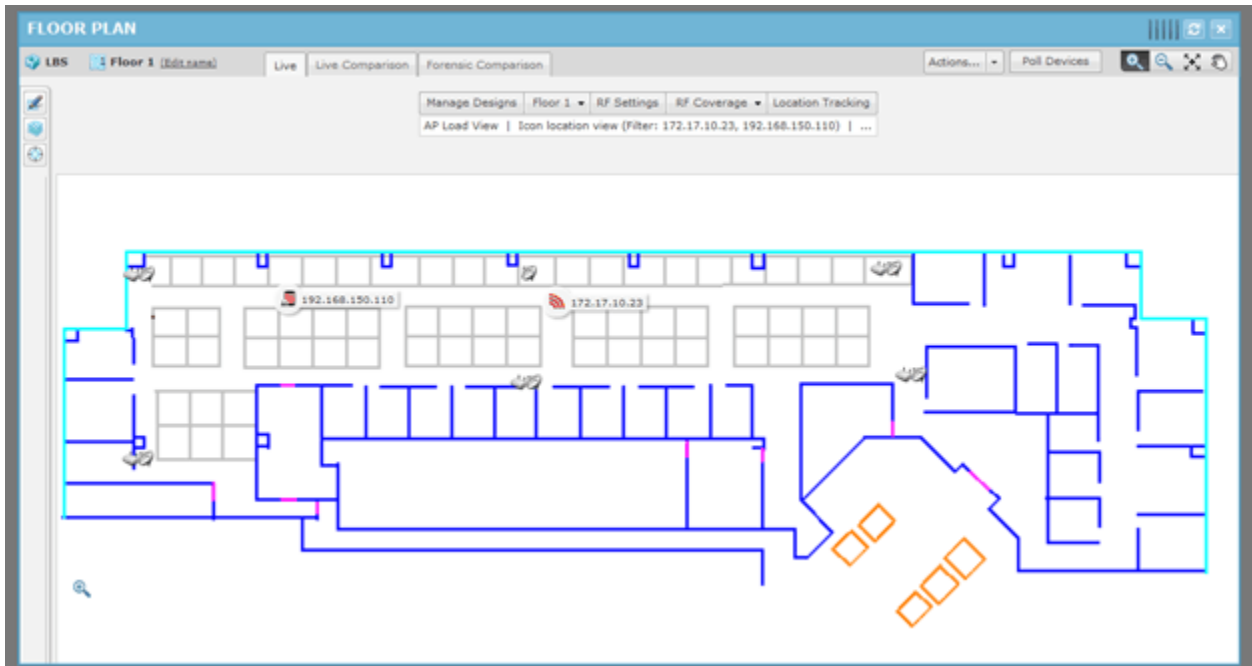 FLOOR PLAN
LBS Floor 1 (Edit name) Live Live Comparison Forensic Comparison Actions... Poll Devices
Manage Designs Floor 1 RF Settings RF Coverage Location Tracking
AP Load View | Icon location view (Filter: 172.17.10.23, 192.168.150.110) | ...
192.168.150.110 172.17.10.23